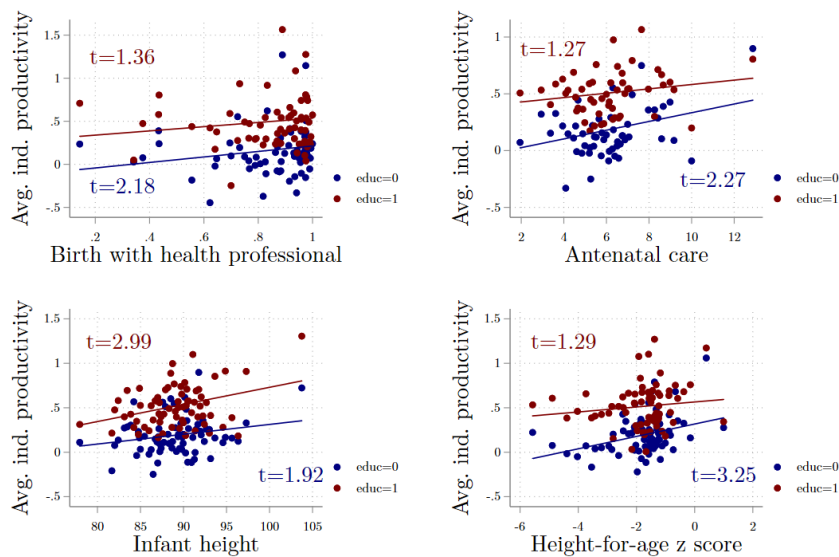 Avg. ind. productivity
1.5
1
.5
0
-.5
t=1.36
t=2.18
.2 .4 .6 .8 1
Birth with health professional
educ=0
educ=1
Avg. ind. productivity
1
.5
0
-.5
t=1.27
t=2.27
2 4 6 8 10 12
Antenatal care
educ=0
educ=1
Avg. ind. productivity
1.5
1
.5
0
-.5
t=2.99
t=1.92
80 85 90 95 100 105
Infant height
educ=0
educ=1
Avg. ind. productivity
1.5
1
.5
0
-.5
t=1.29
t=3.25
-6 -4 -2 0 2
Height-for-age z score
educ=0
educ=1